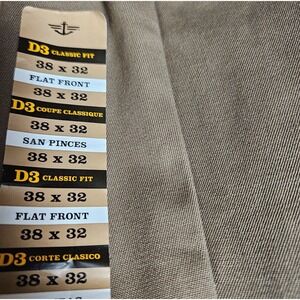 D3 CLASSIC FIT
38 x 32
FLAT FRONT
38 x 32
D3 COUPE CLASSIQUE
38 x 32
SAN PINCES
38 x 32
D3 CLASSIC FIT
38 x 32
FLAT FRONT
38 x 32
D3 CORTE CLASICO
38 x 32